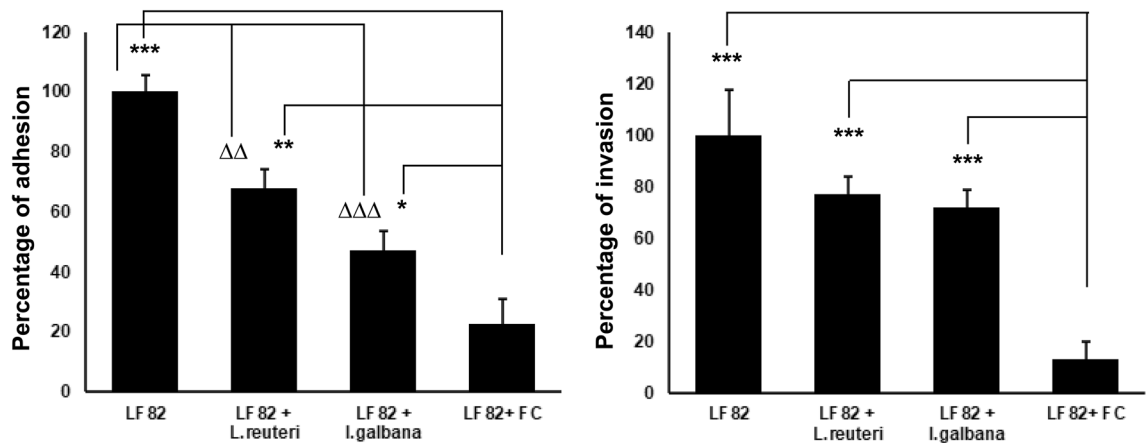 Percentage of adhesion
120
100
80
60
40
20
0
***
ΔΔ
**
ΔΔΔ
*
LF 82
LF 82 +
L.reuteri
LF 82 +
I.galbana
LF 82+ F C
Percentage of invasion
140
120
100
80
60
40
20
0
***
***
***
LF 82
LF 82 +
L.reuteri
LF 82 +
I.galbana
LF 82+ F C